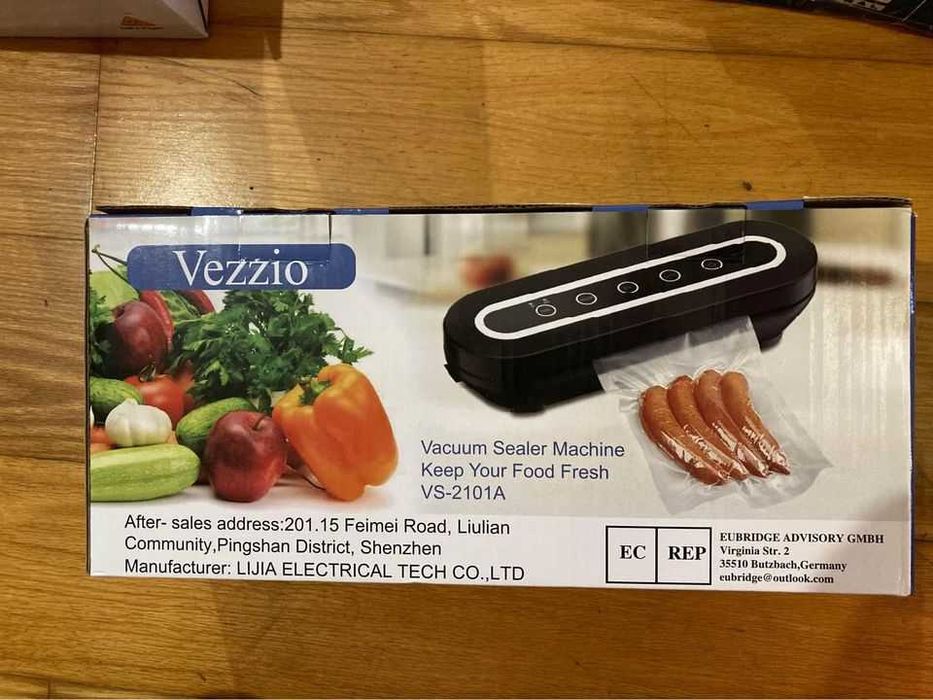 Vezzio
Vacuum Sealer Machine
Keep Your Food Fresh
VS-2101A
After- sales address:201.15 Feimei Road, Liulian
Community,Pingshan District, Shenzhen
Manufacturer: LIJIA ELECTRICAL TECH CO.,LTD
EC REP
EUBRIDGE ADVISORY GMBH
Virginia Str. 2
35510 Butzbach,Germany
eubridge@outlook.com